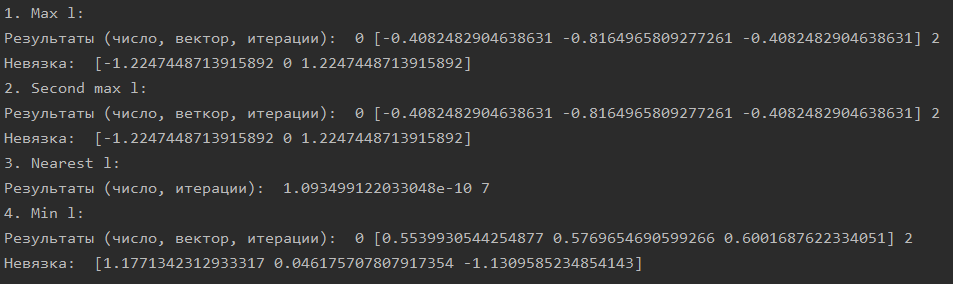 1. Max l:
Результаты (число, вектор, итерации):  0 [-0.4082482904638631 -0.8164965809277261 -0.4082482904638631] 2
Невязка:  [-1.2247448713915892 0 1.2247448713915892]
2. Second max l:
Результаты (число, веткор, итерации):  0 [-0.4082482904638631 -0.8164965809277261 -0.4082482904638631] 2
Невязка:  [-1.2247448713915892 0 1.2247448713915892]
3. Nearest l:
Результаты (число, итерации):  1.093499122033048e-10 7
4. Min l:
Результаты (число, вектор, итерации):  0 [0.5539930544254877 0.5769654690599266 0.6001687622334051] 2
Невязка:  [1.1771342312933317 0.046175707807917354 -1.1309585234854143]